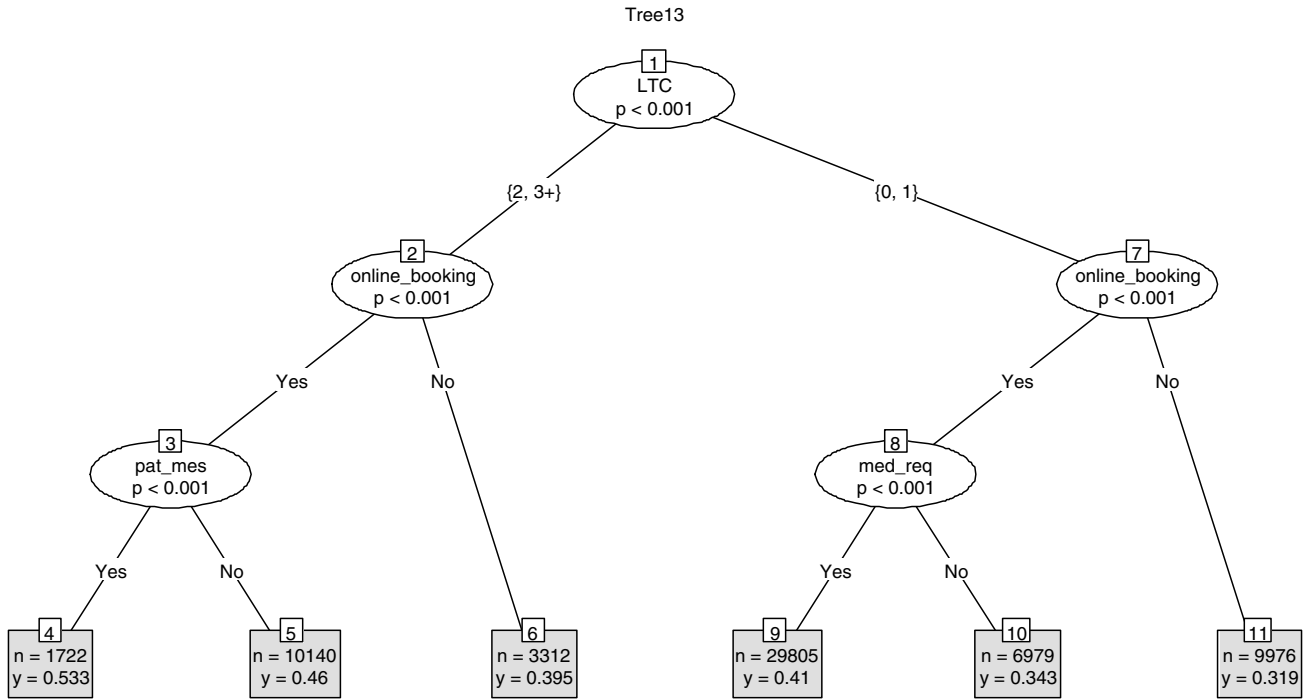 Tree13
1
LTC
p < 0.001
{2, 3+}
{0, 1}
2
online_booking
p < 0.001
7
online_booking
p < 0.001
Yes
No
Yes
No
3
pat_mes
p < 0.001
8
med_req
p < 0.001
Yes
No
Yes
No
4
n = 1722
y = 0.533
5
n = 10140
y = 0.46
6
n = 3312
y = 0.395
9
n = 29805
y = 0.41
10
n = 6979
y = 0.343
11
n = 9976
y = 0.319